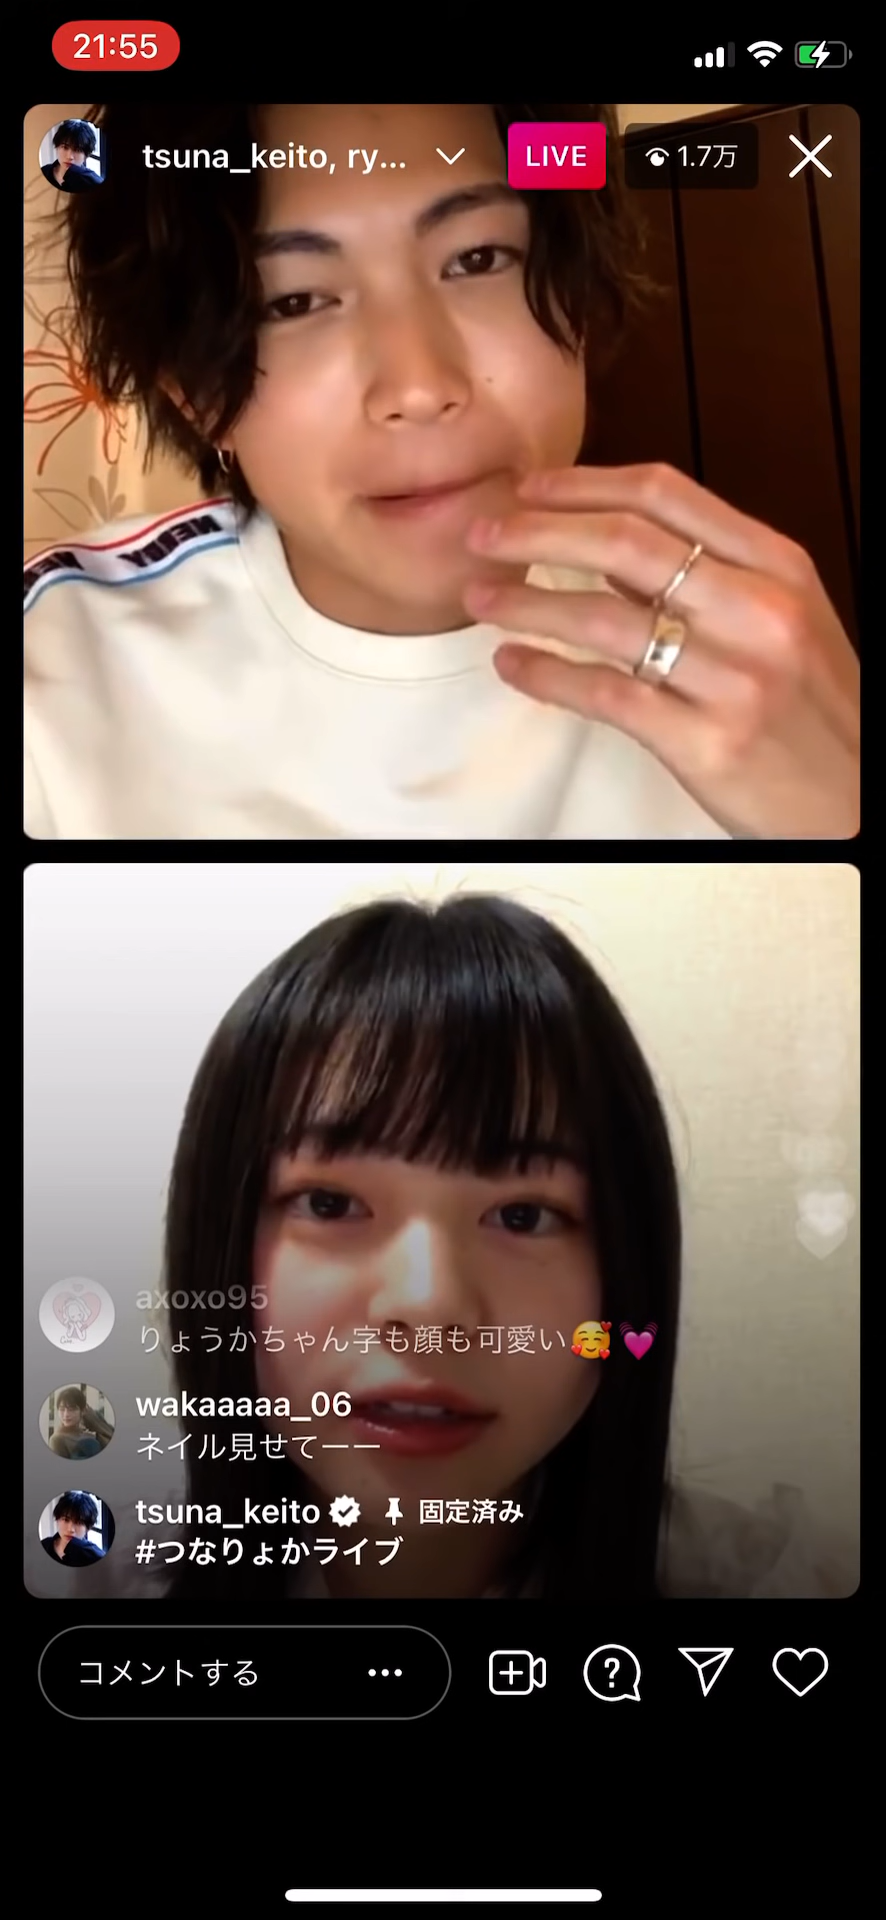 21:55
tsuna_keito, ry...
LIVE
1.7万
axoxo95
りょうかちゃん字も顔も可愛い🥰💓
wakaaaaa_06
ネイル見せてーー
tsuna_keito 固定済み
#つなりょかライブ
コメントする